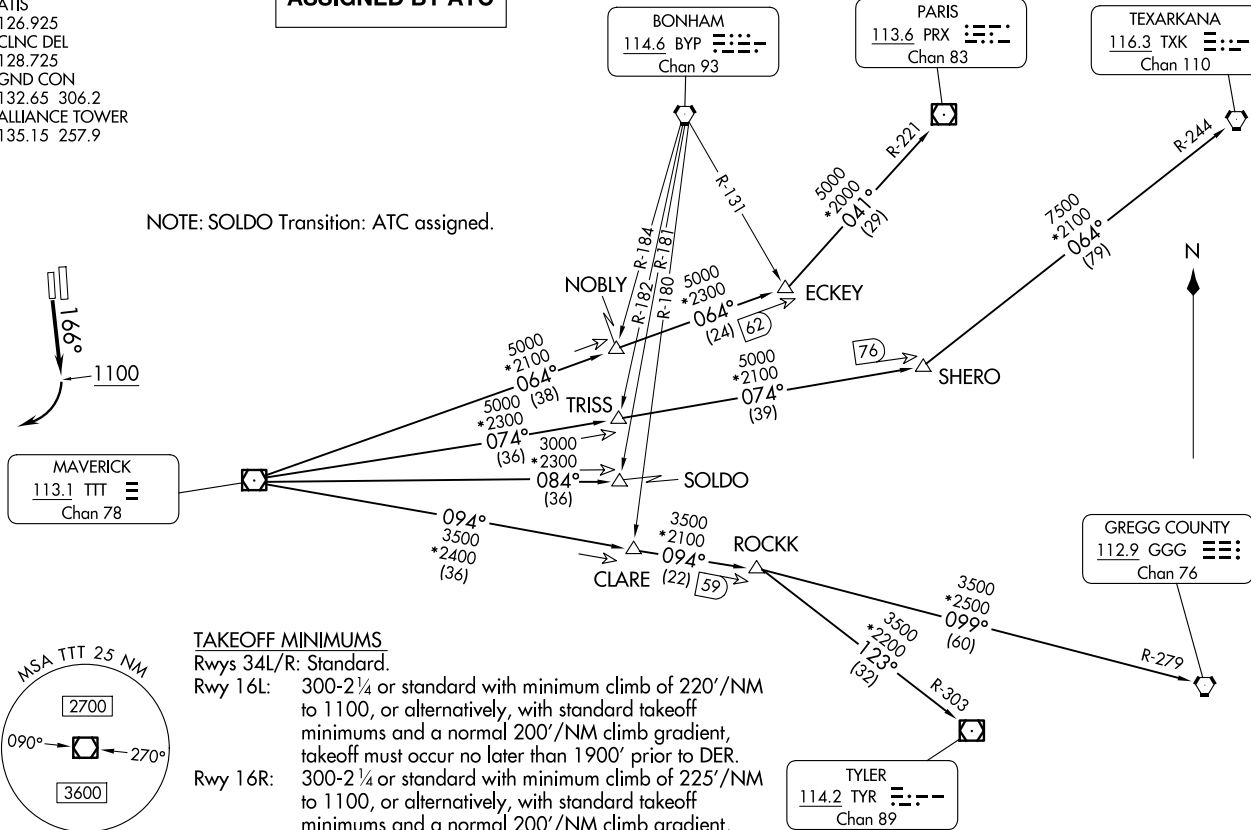 ATIS
126.925
CLNC DEL
128.725
GND CON
132.65 306.2
ALLIANCE TOWER
135.15 257.9
ASSIGNED BY ATC
BONHAM
114.6 BYP
Chan 93
PARIS
113.6 PRX
Chan 83
TEXARKANA
116.3 TXK
Chan 110
NOTE: SOLDO Transition: ATC assigned.
R-221
R-244
R-131
R-184
R-181
R-182
R-180
5000
*2000
041°
(29)
7500
*2100
064°
(79)
N
166°
1100
NOBLY
ECKEY
5000
*2300
064°
(24)
62
5000
*2100
064°
(38)
76
SHERO
5000
*2100
074°
(39)
TRISS
5000
*2300
074°
(36)
3000
*2300
084°
(36)
SOLDO
MAVERICK
113.1 TTT
Chan 78
094°
3500
*2400
(36)
CLARE
3500
*2100
094°
(22)
59
ROCKK
GREGG COUNTY
112.9 GGG
Chan 76
3500
*2500
099°
(60)
R-279
3500
*2200
123°
(32)
R-303
TYLER
114.2 TYR
Chan 89
MSA TTT 25 NM
2700
090°
270°
3600
TAKEOFF MINIMUMS
Rwys 34L/R: Standard.
Rwy 16L: 300-2¼ or standard with minimum climb of 220'/NM
to 1100, or alternatively, with standard takeoff
minimums and a normal 200'/NM climb gradient,
takeoff must occur no later than 1900' prior to DER.
Rwy 16R: 300-2¼ or standard with minimum climb of 225'/NM
to 1100, or alternatively, with standard takeoff
minimums and a normal 200'/NM climb gradient,